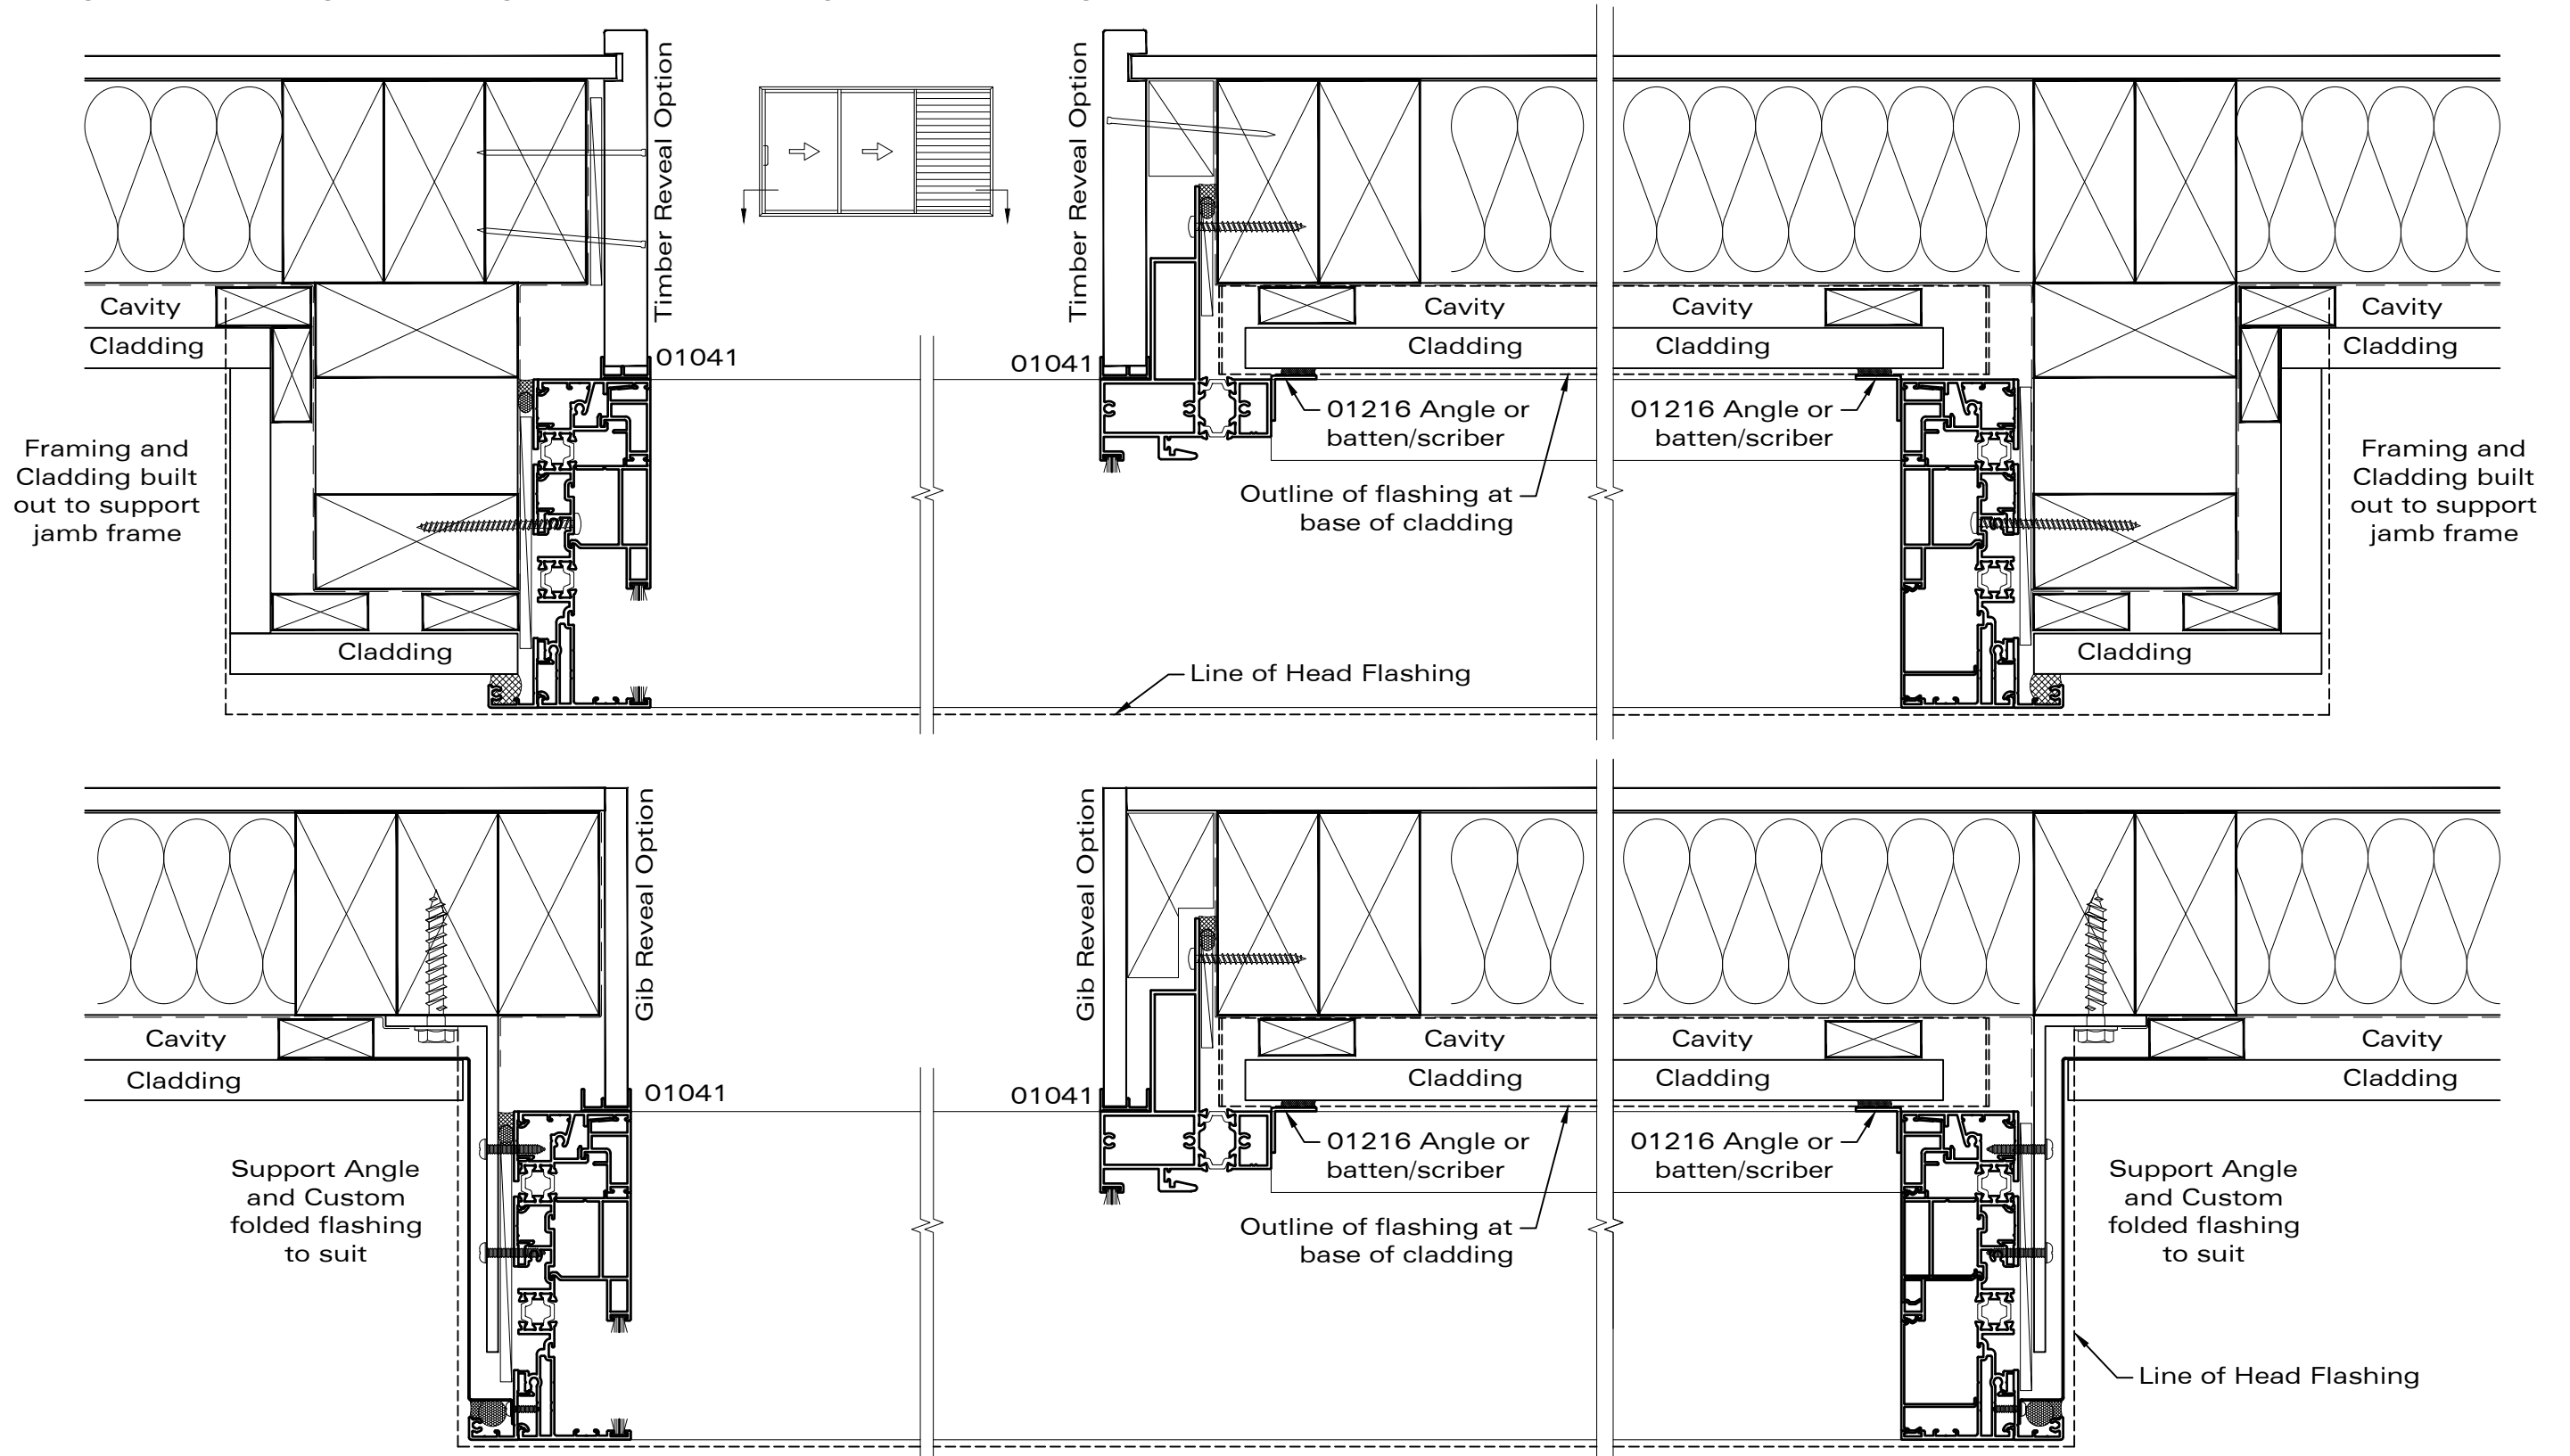 Timber Reveal Option
Timber Reveal Option
Cavity
Cavity
Cavity
Cavity
Cladding
Cladding
Cladding
Cladding
01041
01041
01216 Angle or
batten/scriber
01216 Angle or
batten/scriber
Framing and
Cladding built
out to support
jamb frame
Outline of flashing at
base of cladding
Framing and
Cladding built
out to support
jamb frame
Cladding
Cladding
Line of Head Flashing
Gib Reveal Option
Gib Reveal Option
Cavity
Cavity
Cavity
Cavity
Cladding
Cladding
Cladding
Cladding
01041
01041
01216 Angle or
batten/scriber
01216 Angle or
batten/scriber
Support Angle
and Custom
folded flashing
to suit
Outline of flashing at
base of cladding
Support Angle
and Custom
folded flashing
to suit
Line of Head Flashing